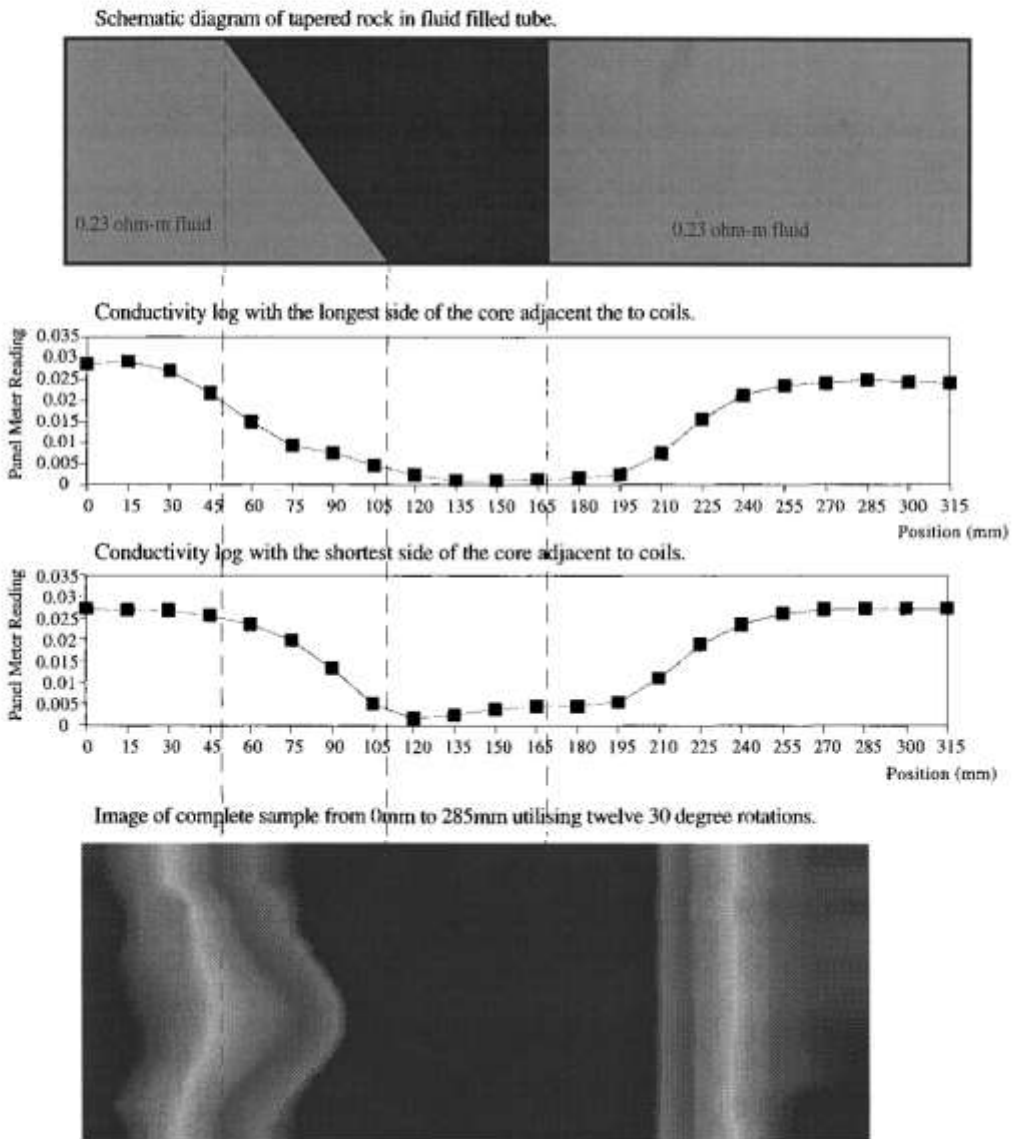 Schematic diagram of tapered rock in fluid filled tube.
0.23 ohm-m fluid
0.23 ohm-m fluid
Conductivity log with the longest side of the core adjacent the to coils.
Panel Meter Reading
0.035
0.03
0.025
0.02
0.015
0.01
0.005
0
0 15 30 45 60 75 90 105 120 135 150 165 180 195 210 225 240 255 270 285 300 315
Position (mm)
Conductivity log with the shortest side of the core adjacent to coils.
Panel Meter Reading
0.035
0.03
0.025
0.02
0.015
0.01
0.005
0
0 15 30 45 60 75 90 105 120 135 150 165 180 195 210 225 240 255 270 285 300 315
Position (mm)
Image of complete sample from 0mm to 285mm utilising twelve 30 degree rotations.